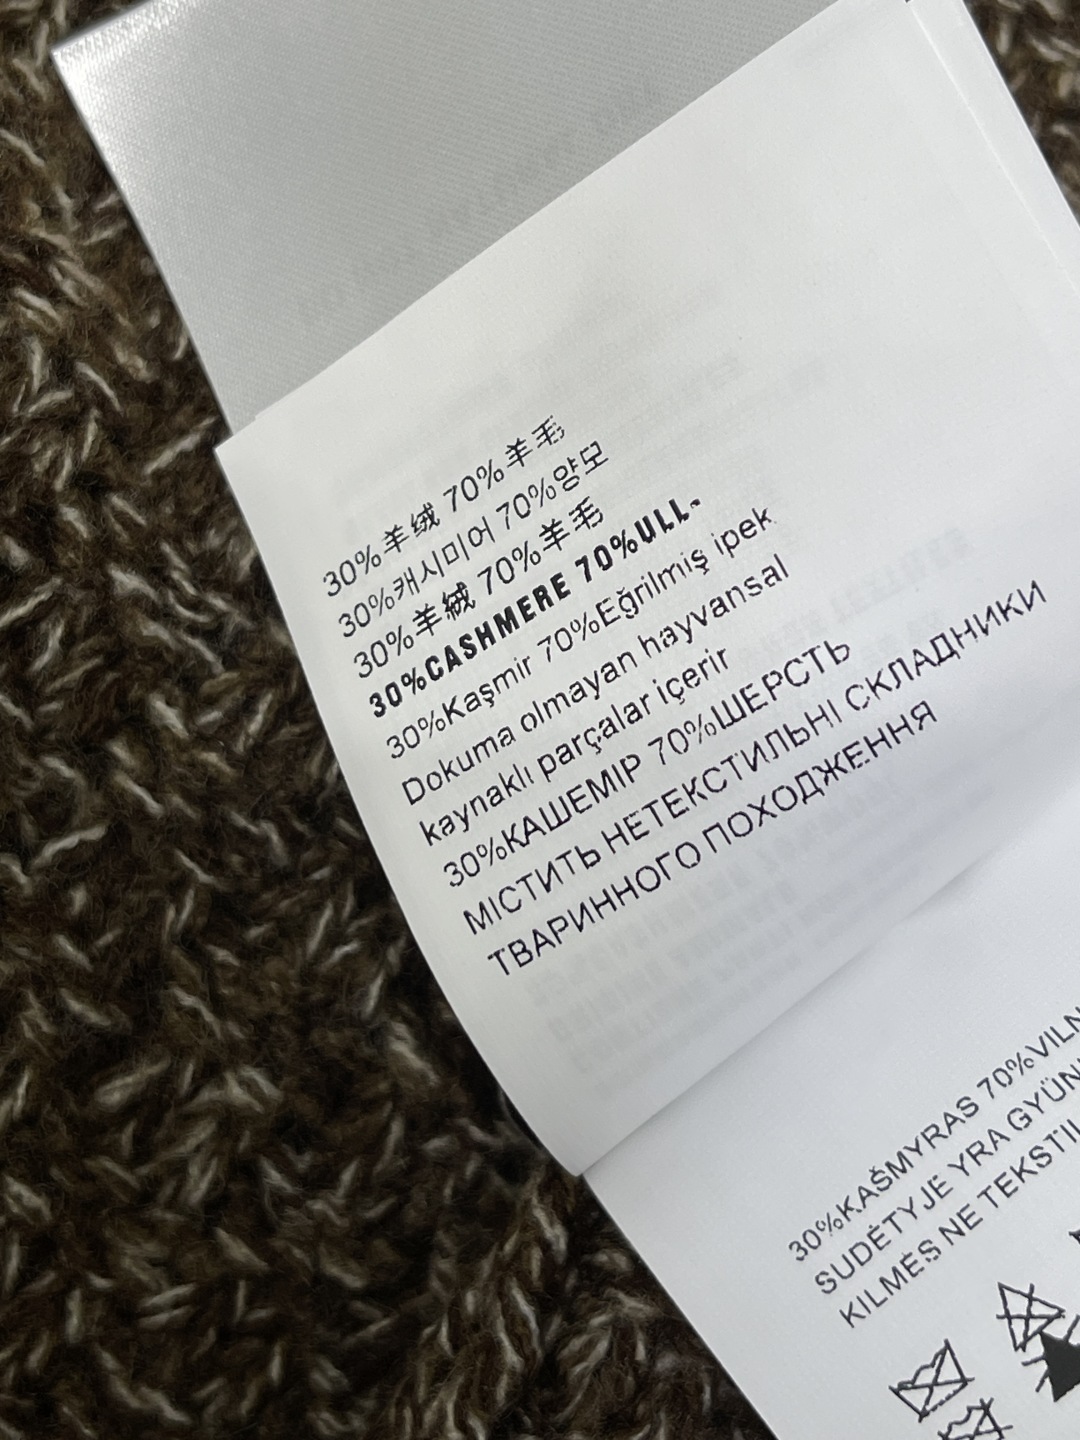 30%羊绒 70%羊毛
30%캐시미어 70%양모
30%羊絨 70%羊毛
30%CASHMERE 70%ULL-
30%Kaşmir 70%Eğrilmiş ipek
Dokuma olmayan hayvansal
kaynaklı parçalar içerir
30%КАШЕМІР 70%ШЕРСТЬ
МІСТИТЬ НЕТЕКСТИЛЬНІ СКЛАДНИКИ
ТВАРИННОГО ПОХОДЖЕННЯ
30%KAŠMYRAS 70%VILN
SUDĖTYJE YRA GYŪN
KILMĖS NE TEKSTIL